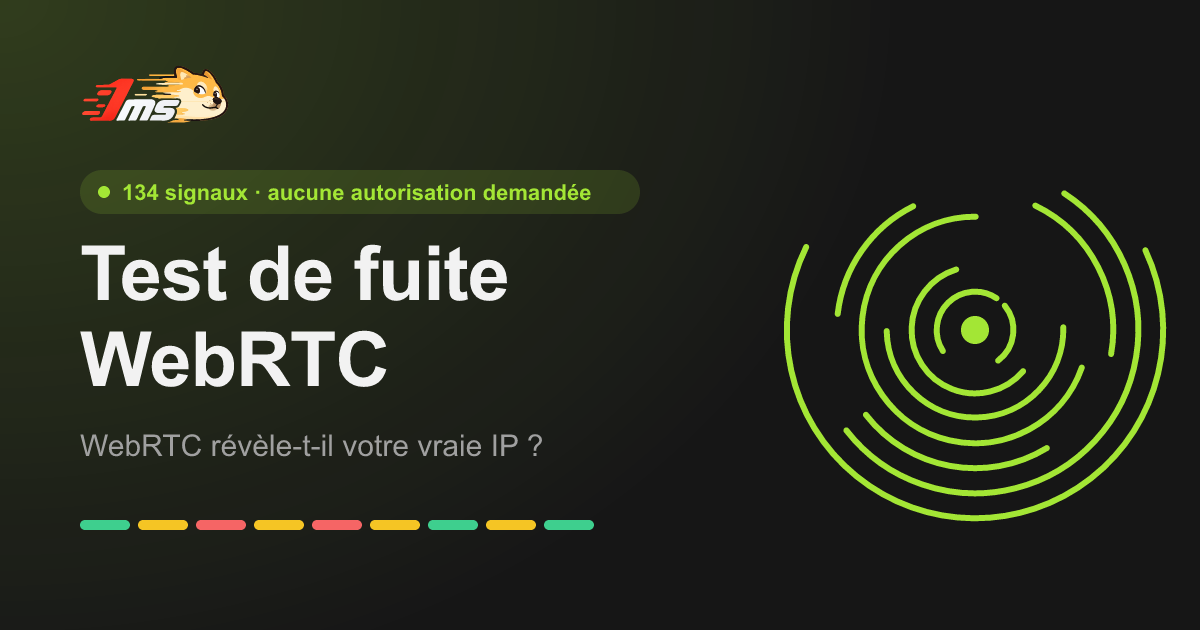 1ms
134 signaux · aucune autorisation demandée
Test de fuite
WebRTC
WebRTC révèle-t-il votre vraie IP ?